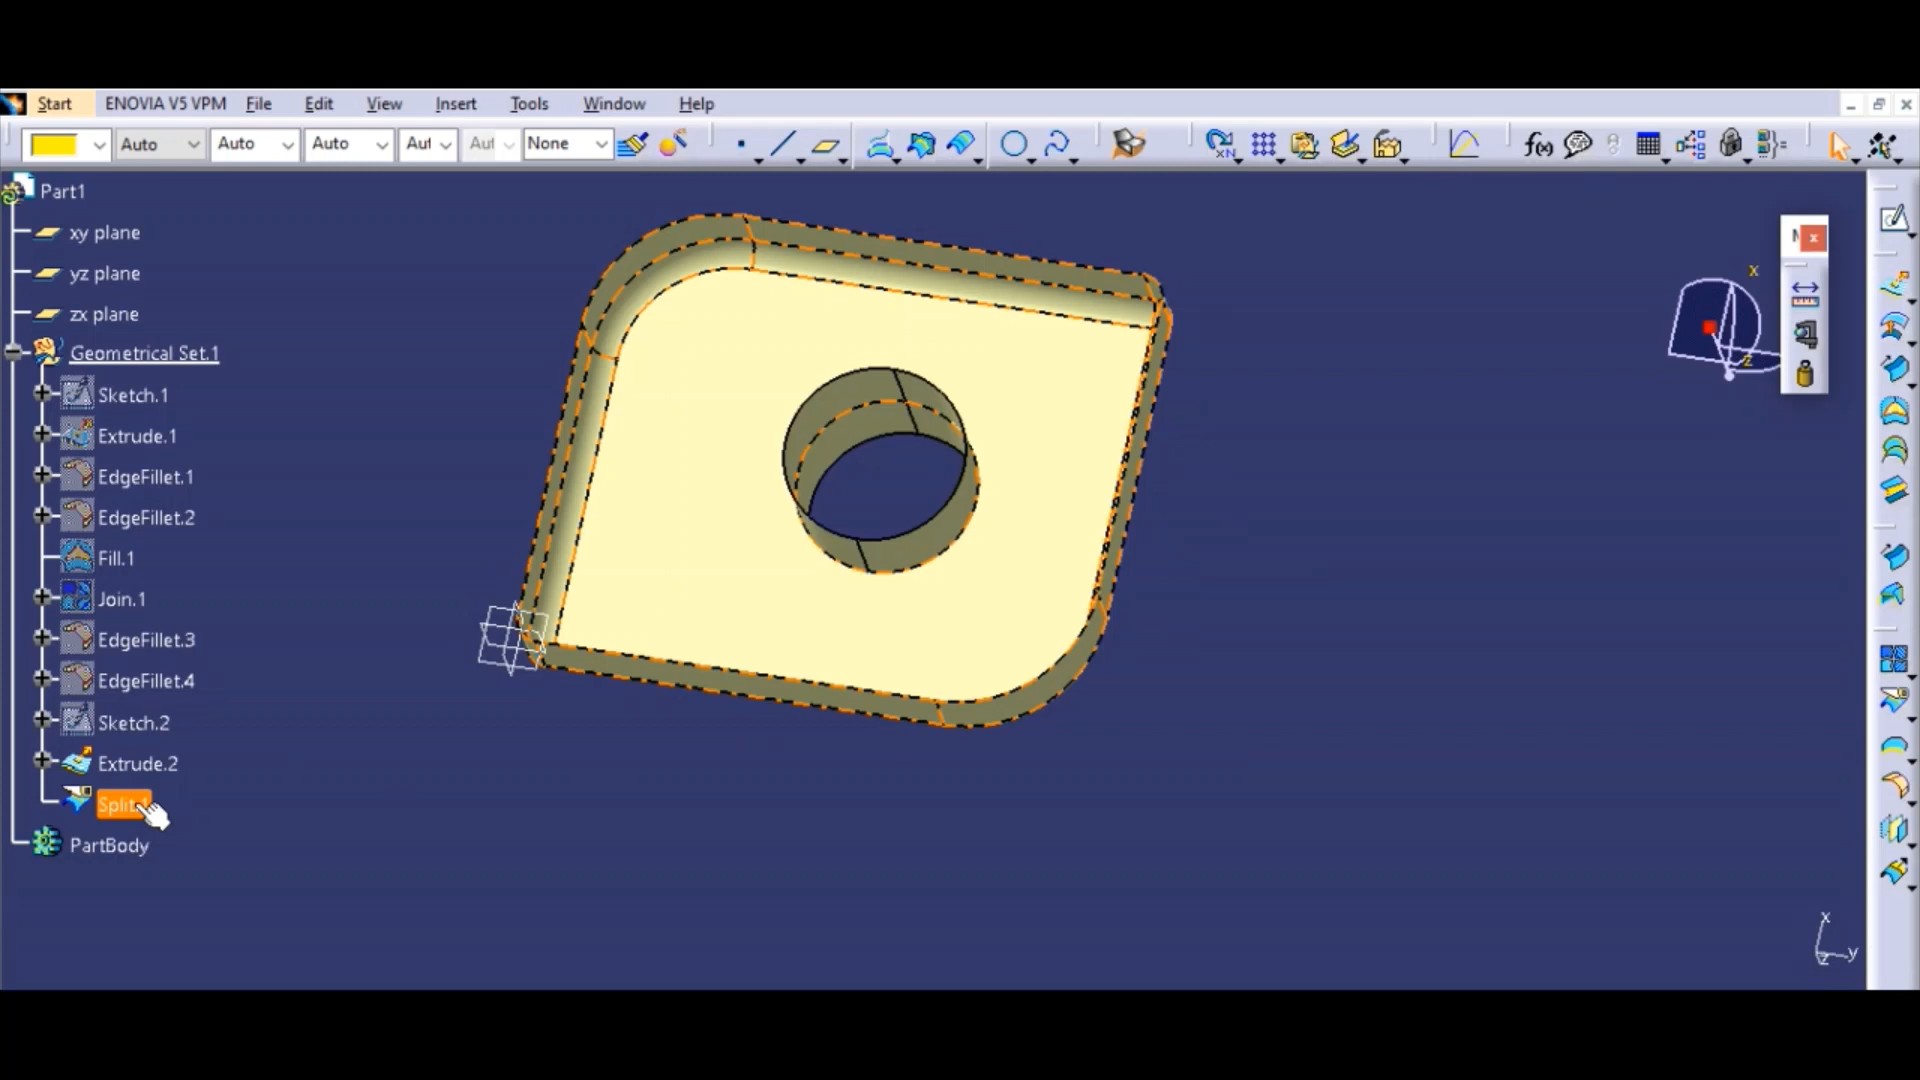 Start ENOVIA V5 VPM File Edit View Insert Tools Window Help
Auto Auto Auto Aut Aut None f(x)
Part1
xy plane
yz plane
zx plane
Geometrical Set.1
Sketch.1
Extrude.1
EdgeFillet.1
EdgeFillet.2
Fill.1
Join.1
EdgeFillet.3
EdgeFillet.4
Sketch.2
Extrude.2
Split.1
PartBody
x
z
x
y
z